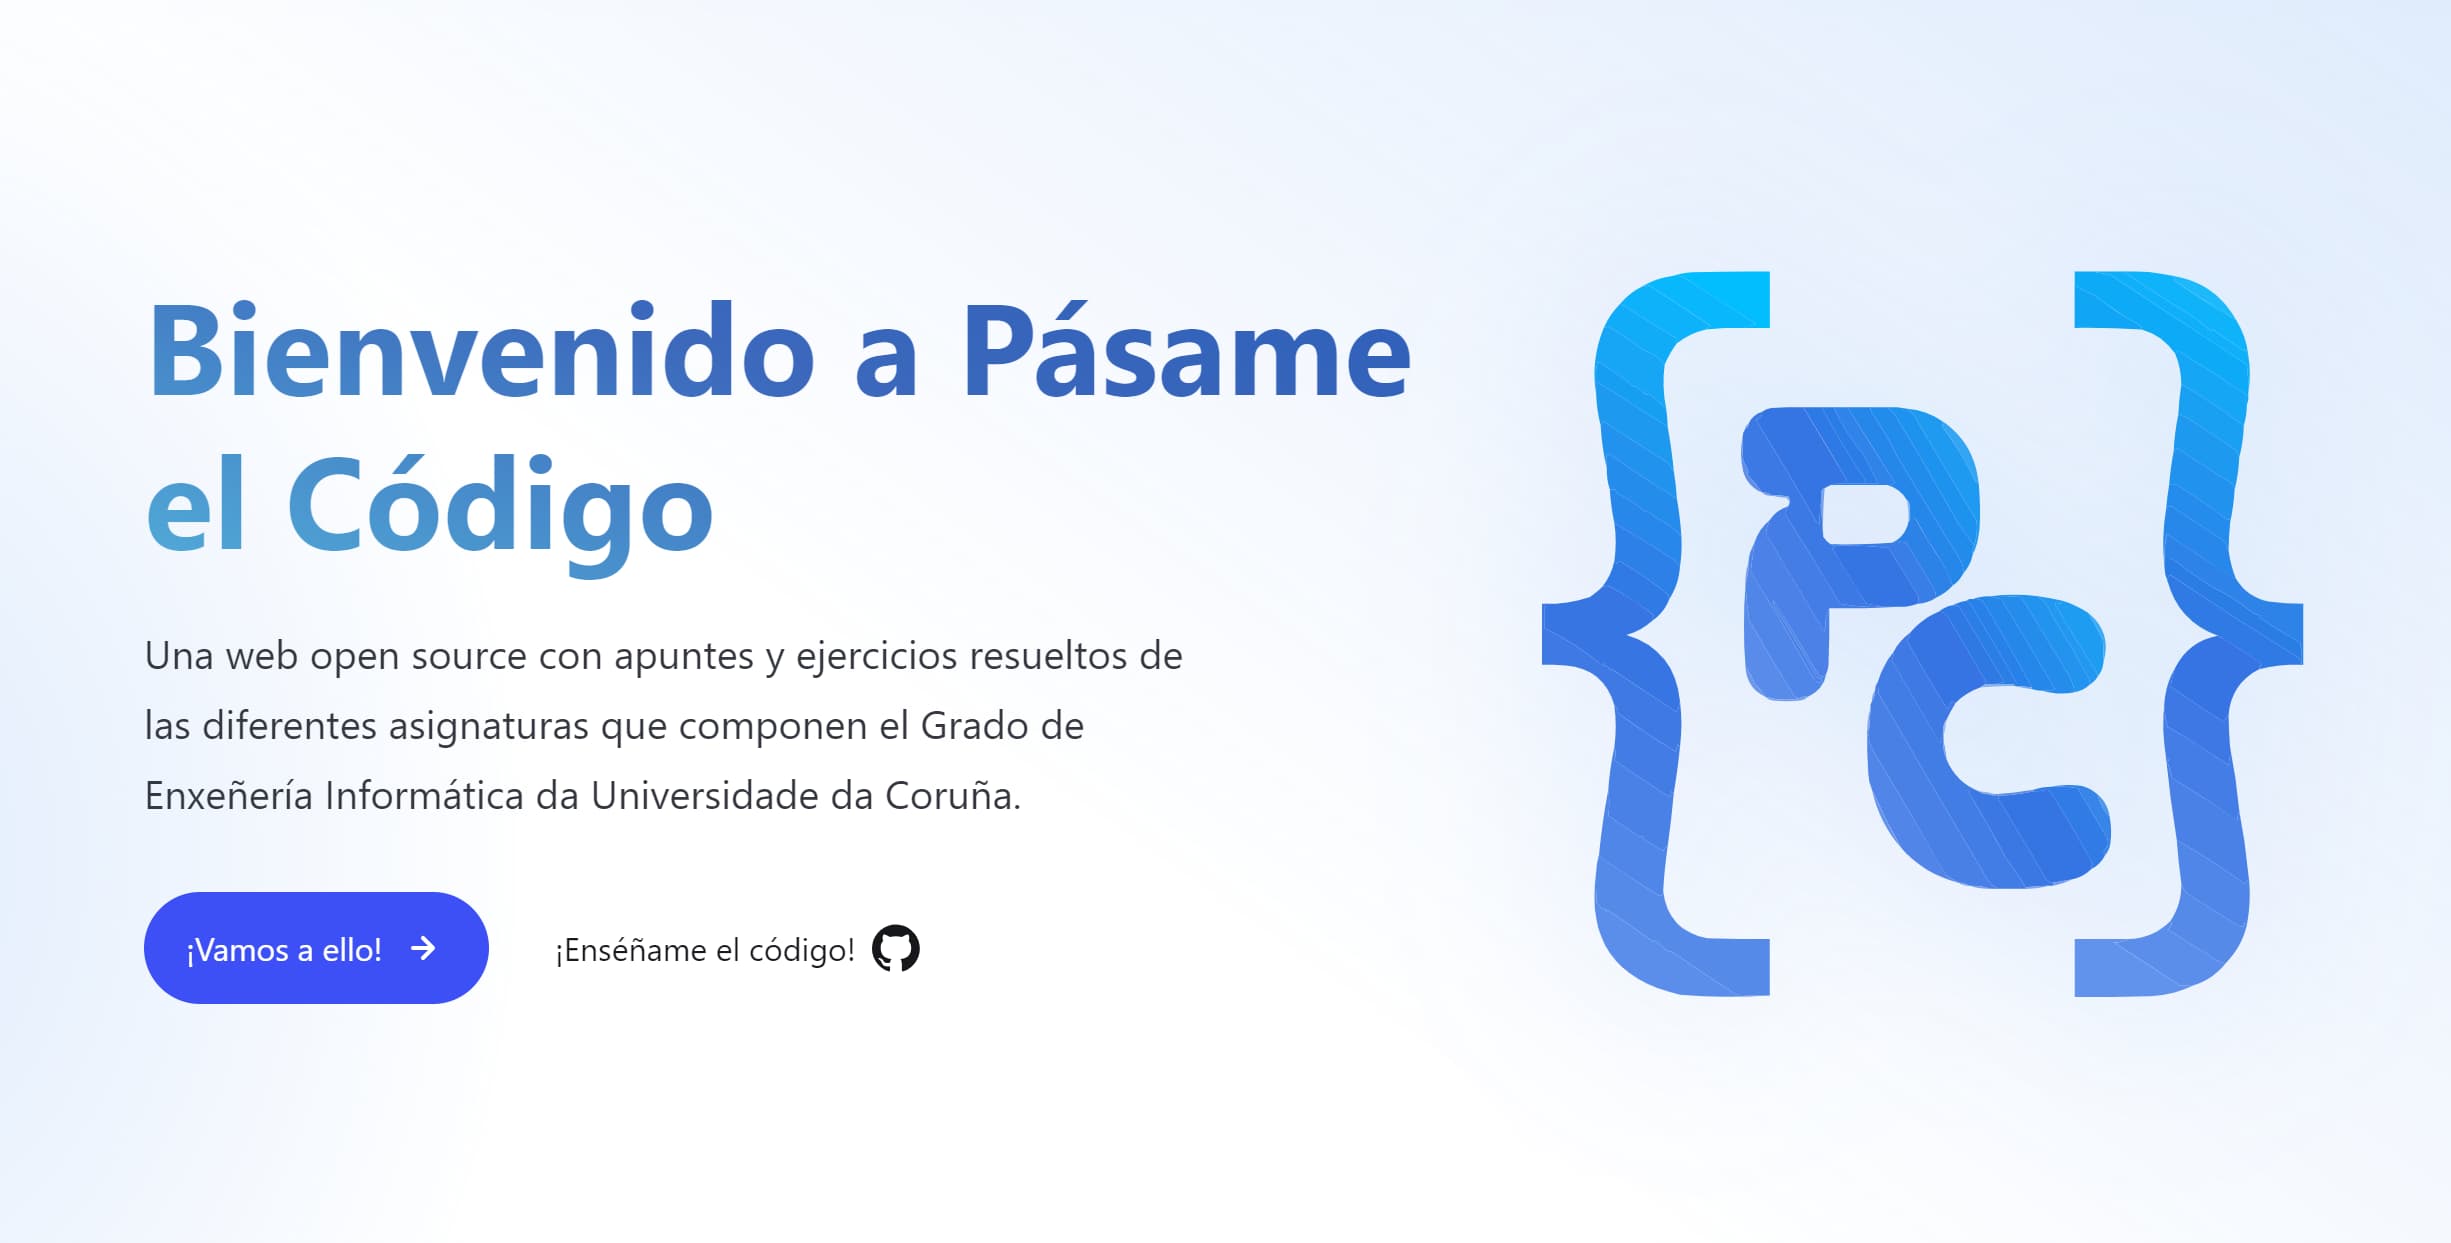 Bienvenido a Pásame
el Código
Una web open source con apuntes y ejercicios resueltos de
las diferentes asignaturas que componen el Grado de
Enxeñería Informática da Universidade da Coruña.
¡Vamos a ello!
¡Enséñame el código!
{PC}